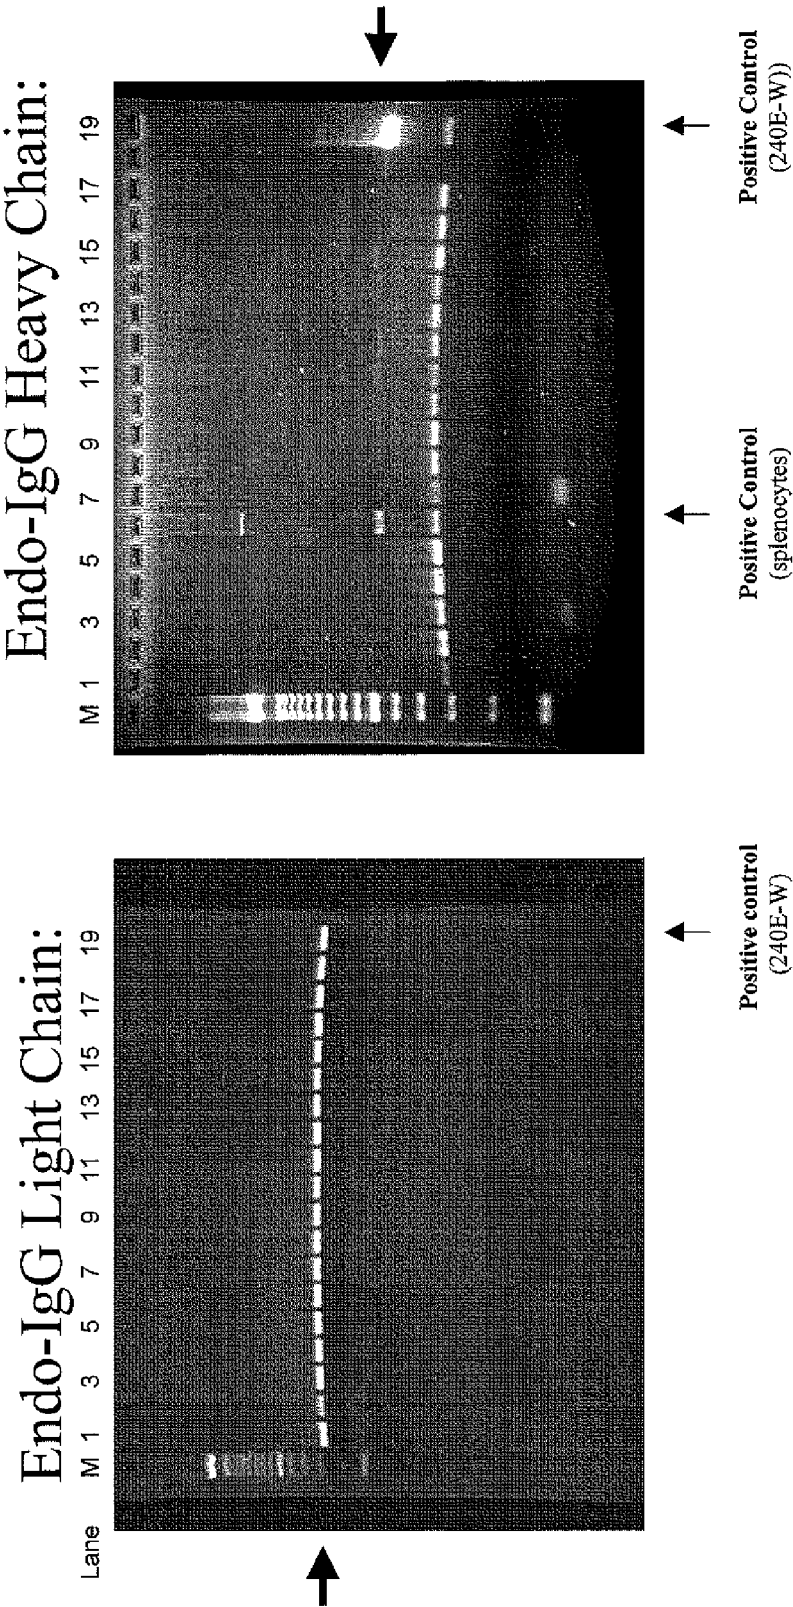 Endo-IgG Light Chain:
Lane M 1 3 5 7 9 11 13 15 17 19
Positive control
(240E-W)
Endo-IgG Heavy Chain:
M 1 3 5 7 9 11 13 15 17 19
Positive Control
(splenocytes)
Positive Control
(240E-W))